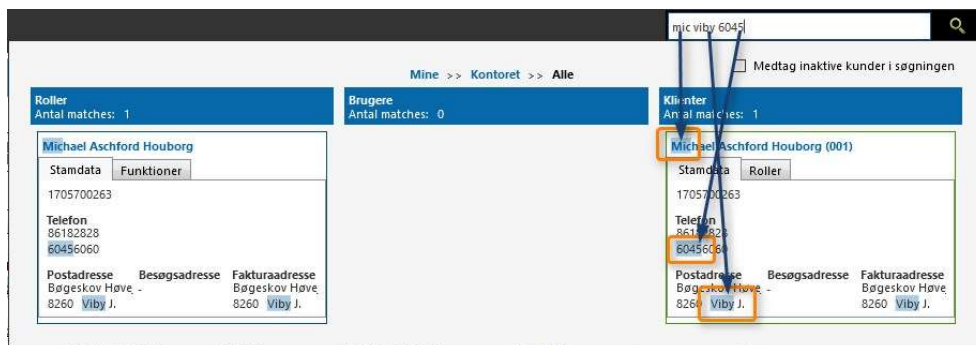 mic viby 6045
Mine >> Kontoret >> Alle
Medtag inaktive kunder i søgningen
Roller
Antal matches: 1
Brugere
Antal matches: 0
Klienter
Antal matches: 1
Michael Aschford Houborg
Stamdata Funktioner
1705700263
Telefon
86182828
60456060
Postadresse Besøgsadresse Fakturaadresse
Bøgeskov Høve - Bøgeskov Høve
8260 Viby J. 8260 Viby J.
Michael Aschford Houborg (001)
Stamdata Roller
1705700263
Telefon
86182828
60456060
Postadresse Besøgsadresse Fakturaadresse
Bøgeskov Høve - Bøgeskov Høve
8260 Viby J. 8260 Viby J.